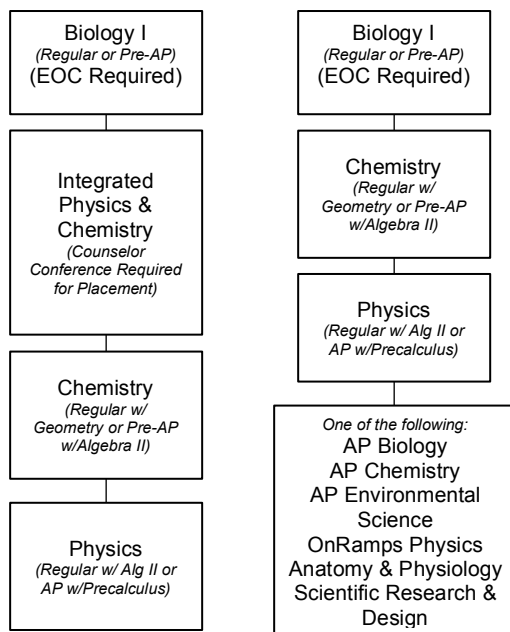 Biology I
(Regular or Pre-AP)
(EOC Required)
Integrated
Physics &
Chemistry
(Counselor
Conference Required
for Placement)
Chemistry
(Regular w/
Geometry or Pre-AP
w/Algebra II)
Physics
(Regular w/ Alg II or
AP w/Precalculus)
Biology I
(Regular or Pre-AP)
(EOC Required)
Chemistry
(Regular w/
Geometry or Pre-AP
w/Algebra II)
Physics
(Regular w/ Alg II or
AP w/Precalculus)
One of the following:
AP Biology
AP Chemistry
AP Environmental
Science
OnRamps Physics
Anatomy & Physiology
Scientific Research &
Design